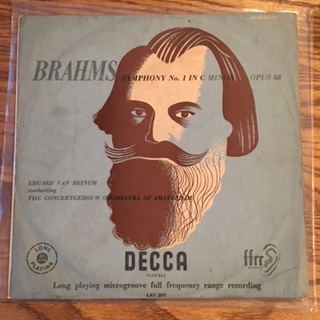 BRAHMS SYMPHONY No. 1 IN C MINOR OPUS 68
EDUARD VAN BEINUM
conducting
THE CONCERTGEBOUW ORCHESTRA OF AMSTERDAM
LONG
PLAYING
DECCA
ffrr
Long playing microgroove full frequency range recording